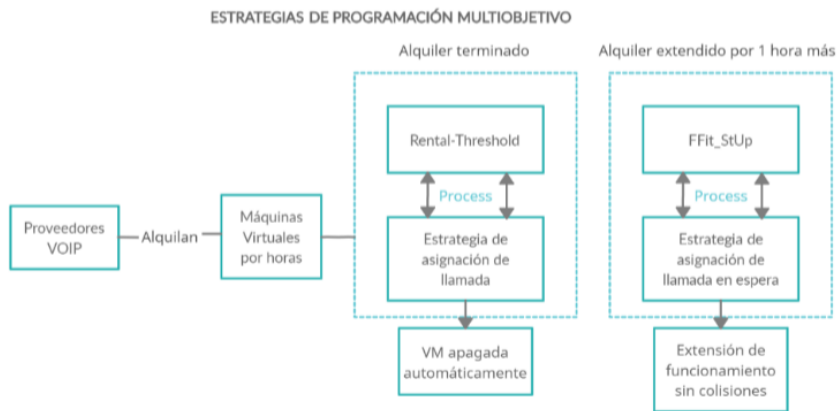 ESTRATEGIAS DE PROGRAMACIÓN MULTIOBJETIVO
Alquiler terminado
Alquiler extendido por 1 hora más
Proveedores
VOIP
Alquilan
Máquinas
Virtuales
por horas
Rental-Threshold
Process
Estrategia de
asignación de
llamada
VM apagada
automáticamente
FFit_StUp
Process
Estrategia de
asignación de
llamada en espera
Extensión de
funcionamiento
sin colisiones